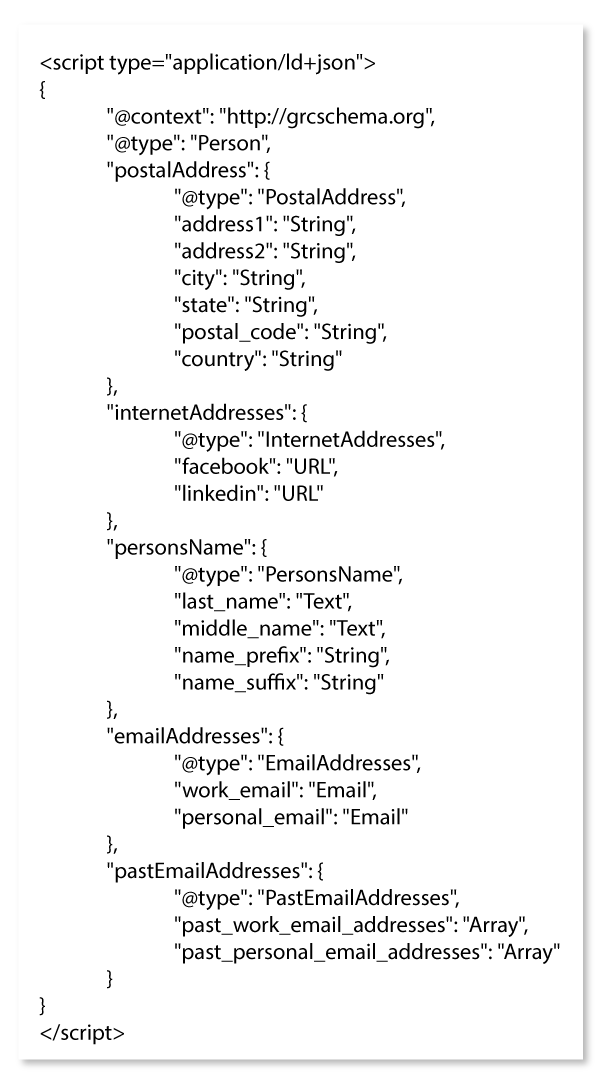 <script type="application/ld+json">
{
"@context": "http://grcschema.org",
"@type": "Person",
"postalAddress": {
"@type": "PostalAddress",
"address1": "String",
"address2": "String",
"city": "String",
"state": "String",
"postal_code": "String",
"country": "String"
},
"internetAddresses": {
"@type": "InternetAddresses",
"facebook": "URL",
"linkedin": "URL"
},
"personsName": {
"@type": "PersonsName",
"last_name": "Text",
"middle_name": "Text",
"name_prefix": "String",
"name_suffix": "String"
},
"emailAddresses": {
"@type": "EmailAddresses",
"work_email": "Email",
"personal_email": "Email"
},
"pastEmailAddresses": {
"@type": "PastEmailAddresses",
"past_work_email_addresses": "Array",
"past_personal_email_addresses": "Array"
}
}
</script>